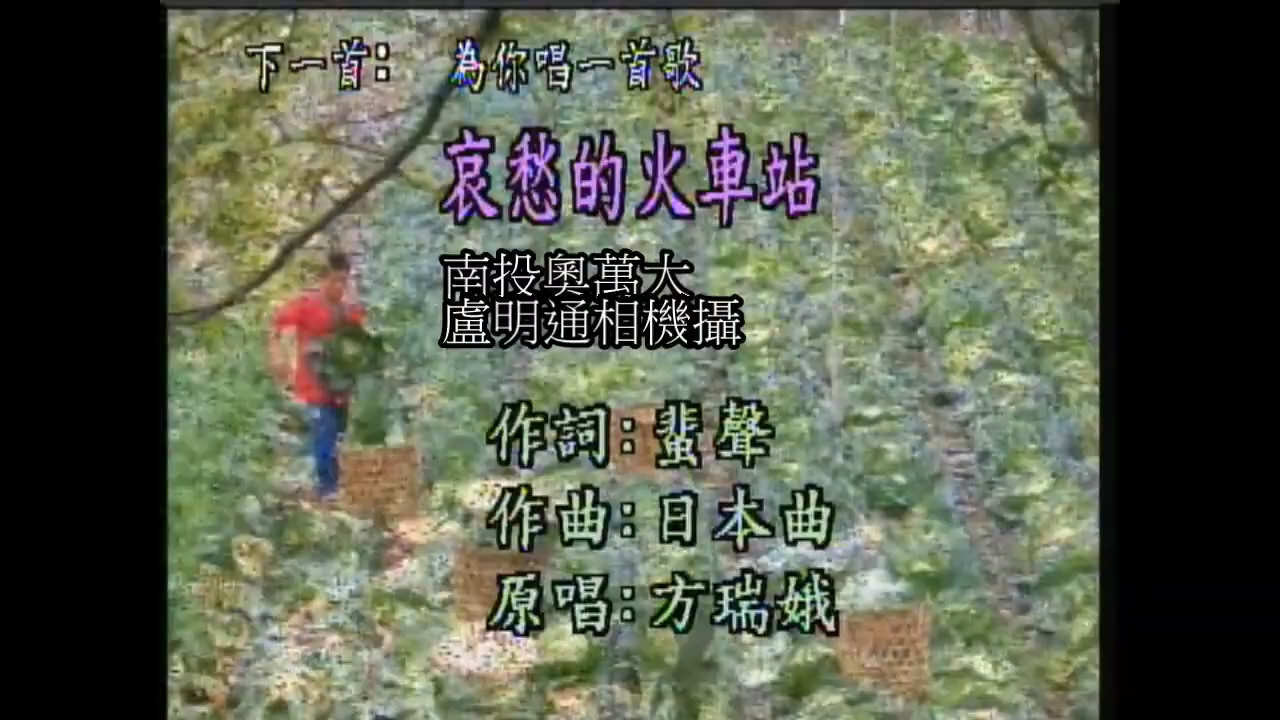 下一首: 為你唱一首歌
哀愁的火車站
南投奧萬大
盧明通相機攝
作詞:蜚聲
作曲:日本曲
原唱:方瑞娥